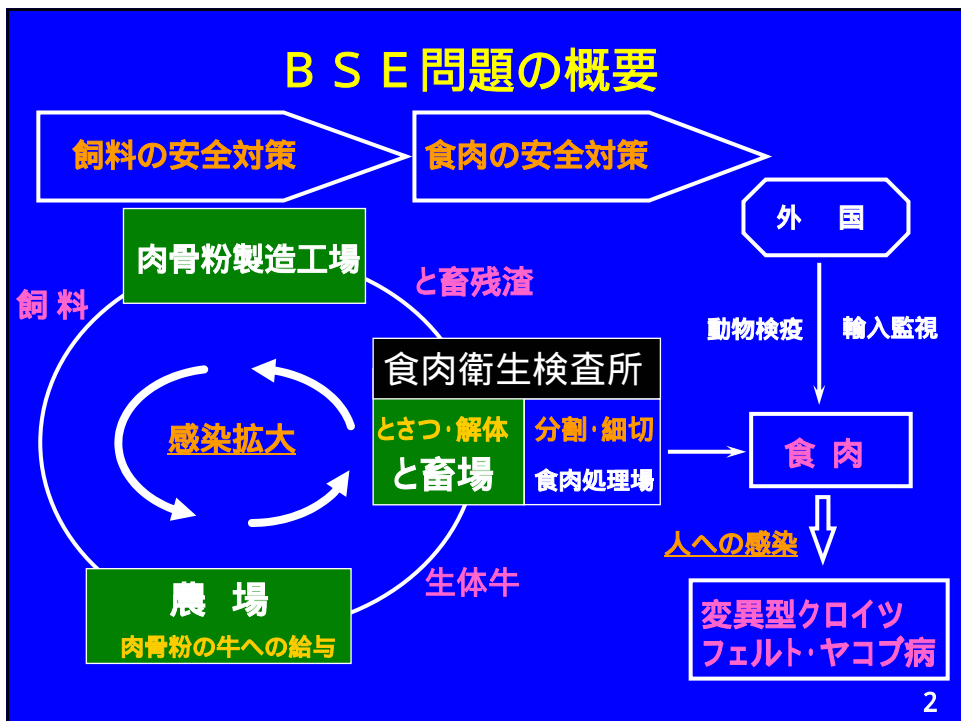 ＢＳＥ問題の概要
飼料の安全対策
食肉の安全対策
外 国
肉骨粉製造工場
と畜残渣
飼 料
動物検疫
輸入監視
食肉衛生検査所
とさつ・解体
と畜場
分割・細切
食肉処理場
感染拡大
食 肉
人への感染
生体牛
農 場
肉骨粉の牛への給与
変異型クロイツ
フェルト・ヤコブ病
2